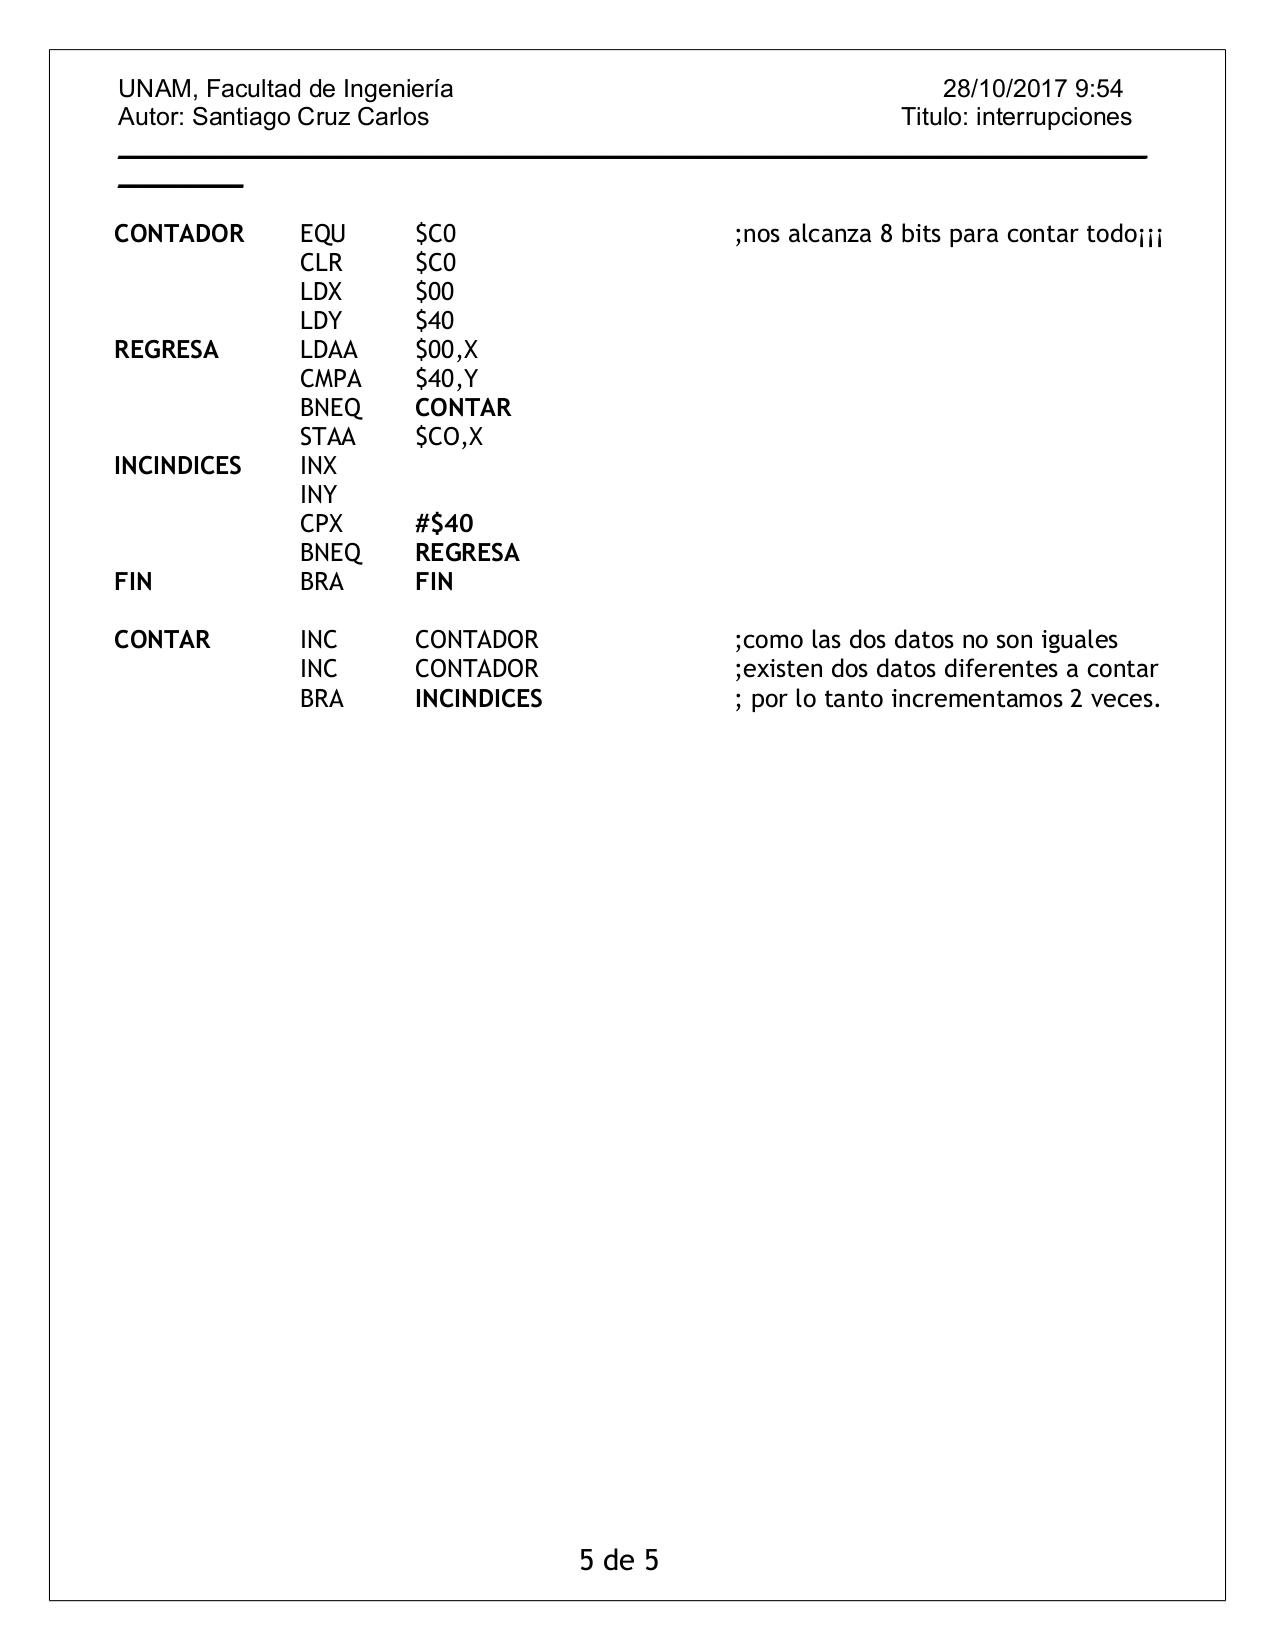 UNAM, Facultad de Ingeniería 28/10/2017 9:54
Autor: Santiago Cruz Carlos Titulo: interrupciones
CONTADOR EQU $C0 ;nos alcanza 8 bits para contar todo¡¡¡
CLR $C0
LDX $00
LDY $40
REGRESA LDAA $00,X
CMPA $40,Y
BNEQ CONTAR
STAA $CO,X
INCINDICES INX
INY
CPX #$40
BNEQ REGRESA
FIN BRA FIN
CONTAR INC CONTADOR ;como las dos datos no son iguales
INC CONTADOR ;existen dos datos diferentes a contar
BRA INCINDICES ; por lo tanto incrementamos 2 veces.
5 de 5